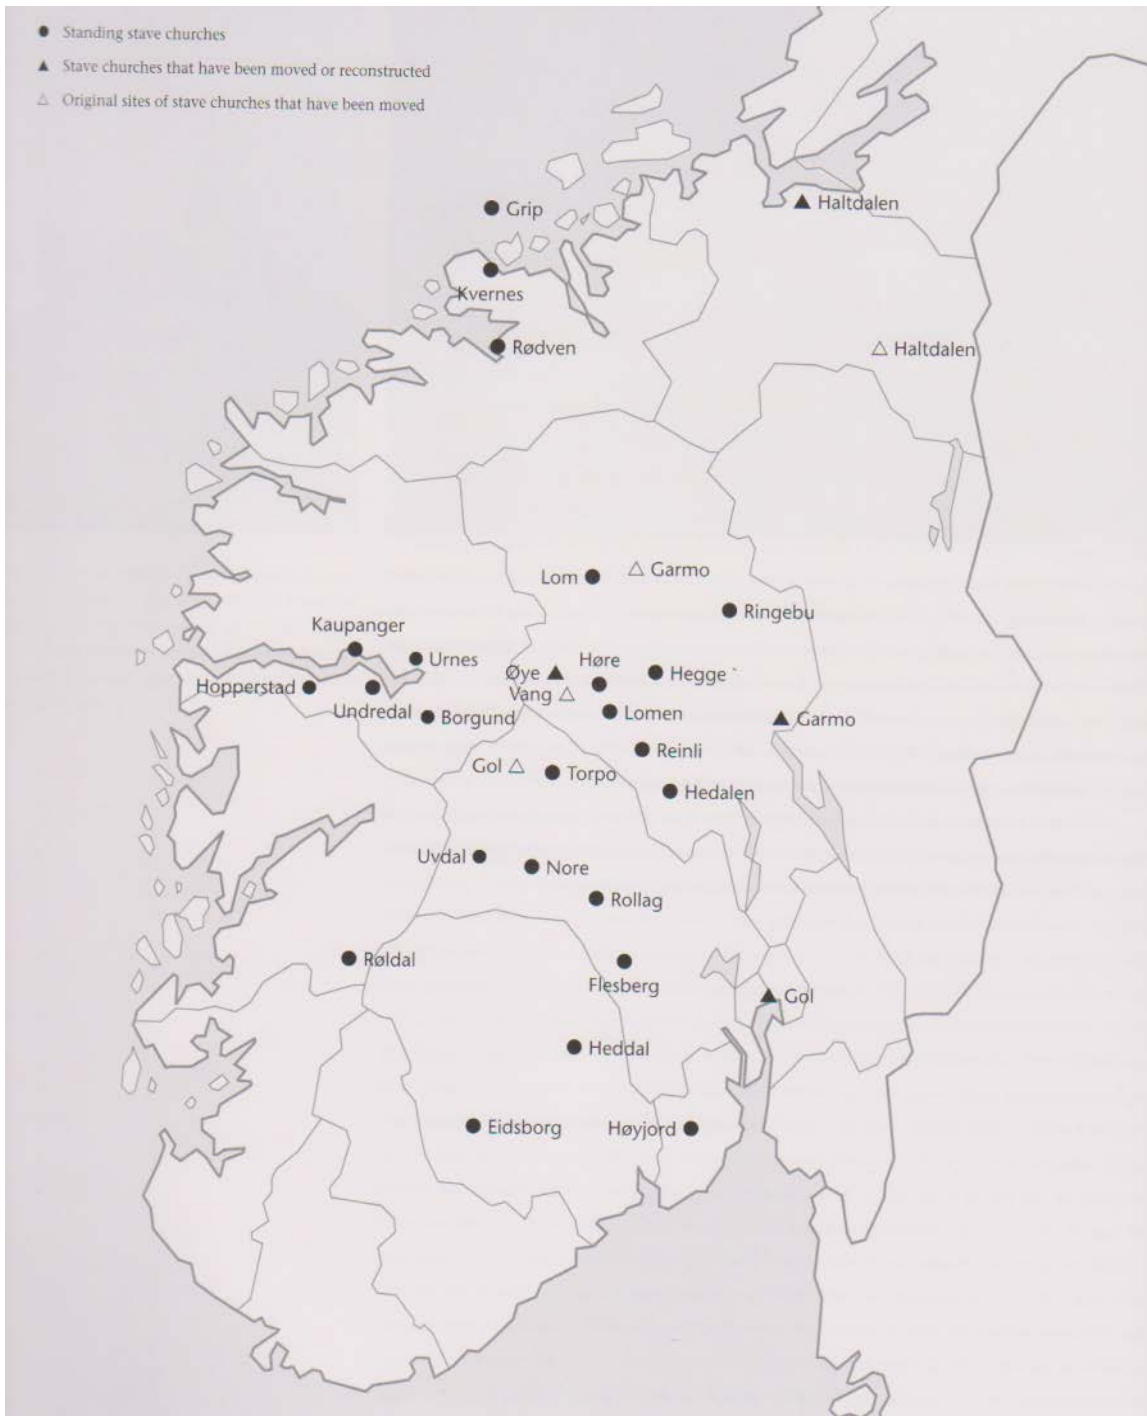 Standing stave churches
Stave churches that have been moved or reconstructed
Original sites of stave churches that have been moved
Grip
Haltdalen
Kvernes
Rødven
Haltdalen
Lom
Garmo
Ringebu
Kaupanger
Urnes
Øye
Høre
Hegge
Hopperstad
Vang
Undredal
Borgund
Lomen
Garmo
Reinli
Gol
Torpo
Hedalen
Uvdal
Nore
Rollag
Røldal
Flesberg
Gol
Heddal
Eidsborg
Høyjord